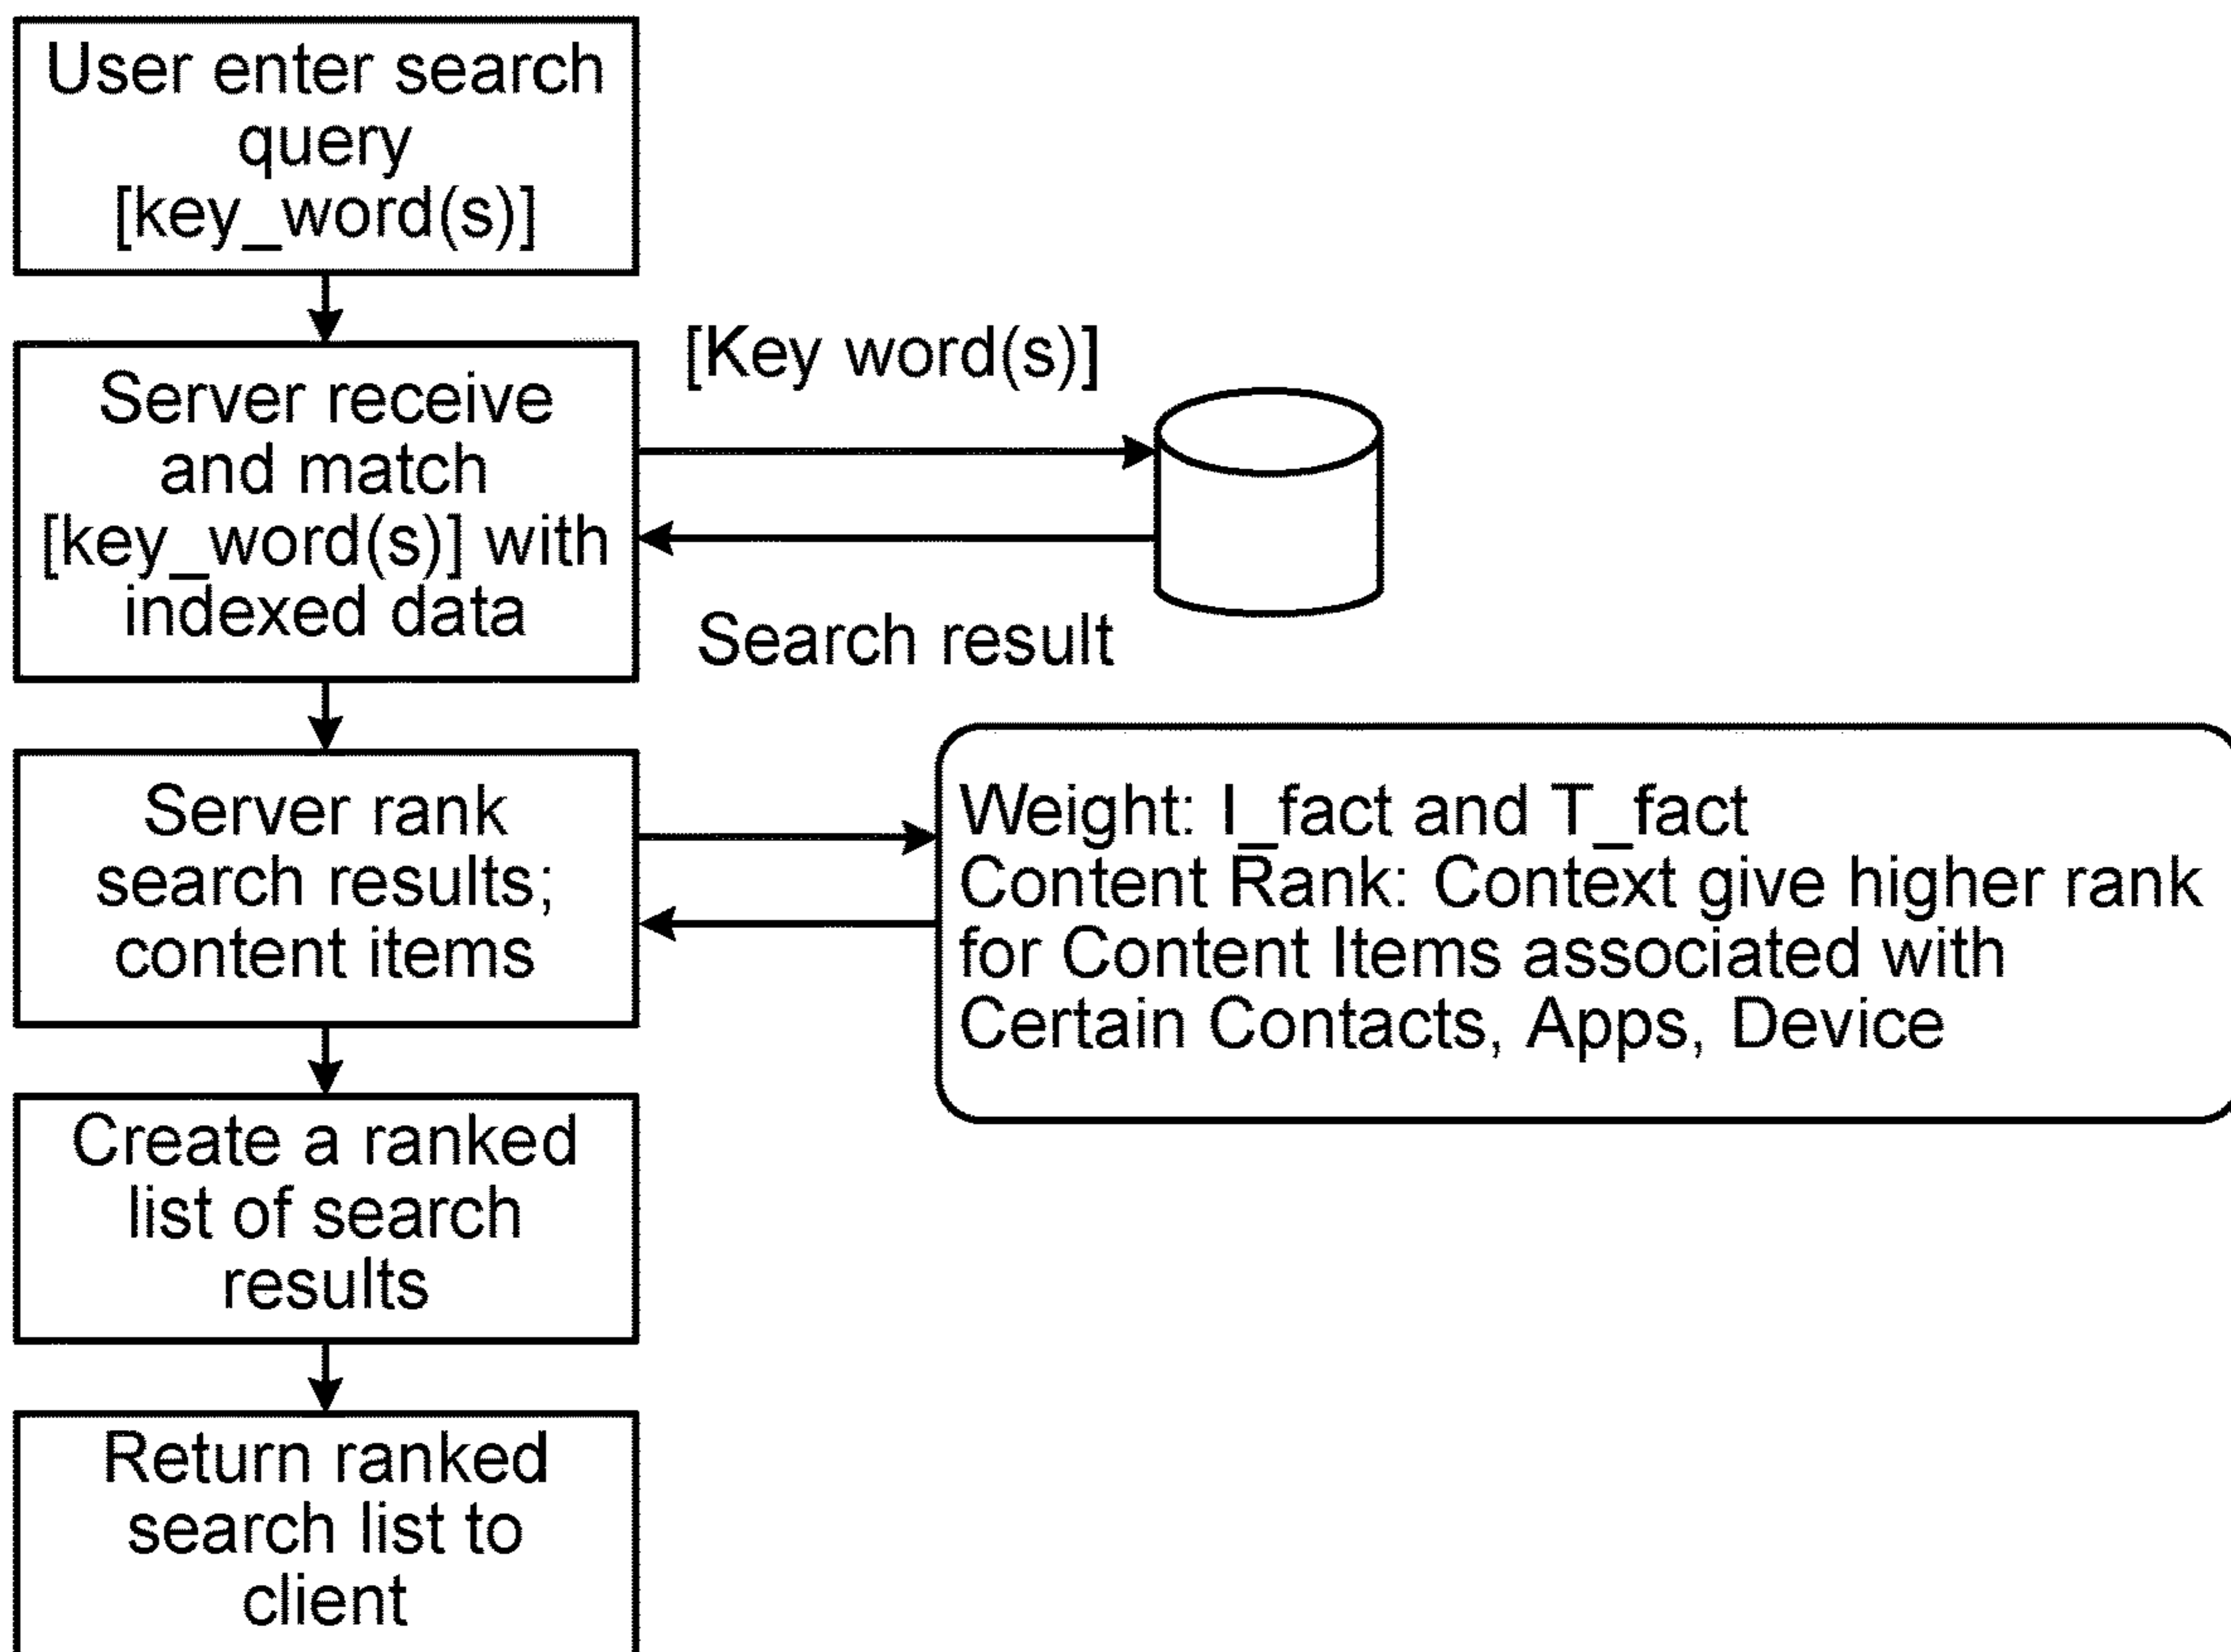 User enter search
query
[key_word(s)]
Server receive
and match
[key_word(s)] with
indexed data
[Key word(s)]
Search result
Server rank
search results;
content items
Weight: I_fact and T_fact
Content Rank: Context give higher rank
for Content Items associated with
Certain Contacts, Apps, Device
Create a ranked
list of search
results
Return ranked
search list to
client